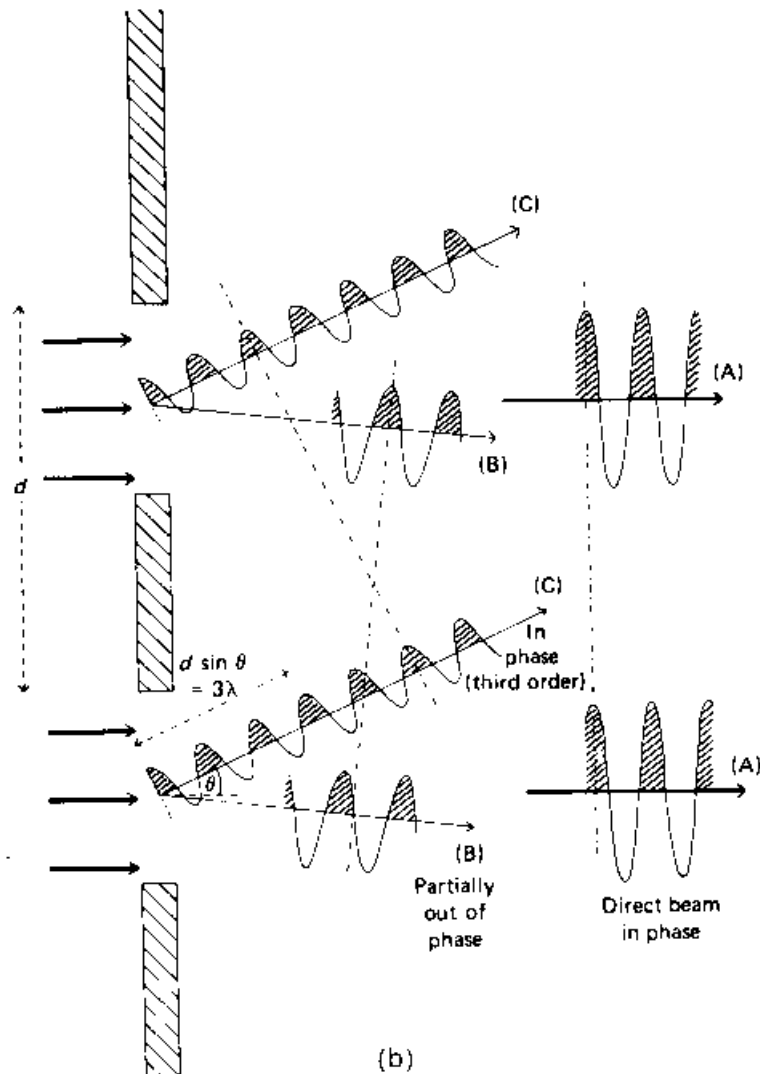 (C)
(A)
(B)
d
(C)
In
phase
(third order)
d sin θ
= 3λ
θ
(A)
(B)
Partially
out of
phase
Direct beam
in phase
(b)